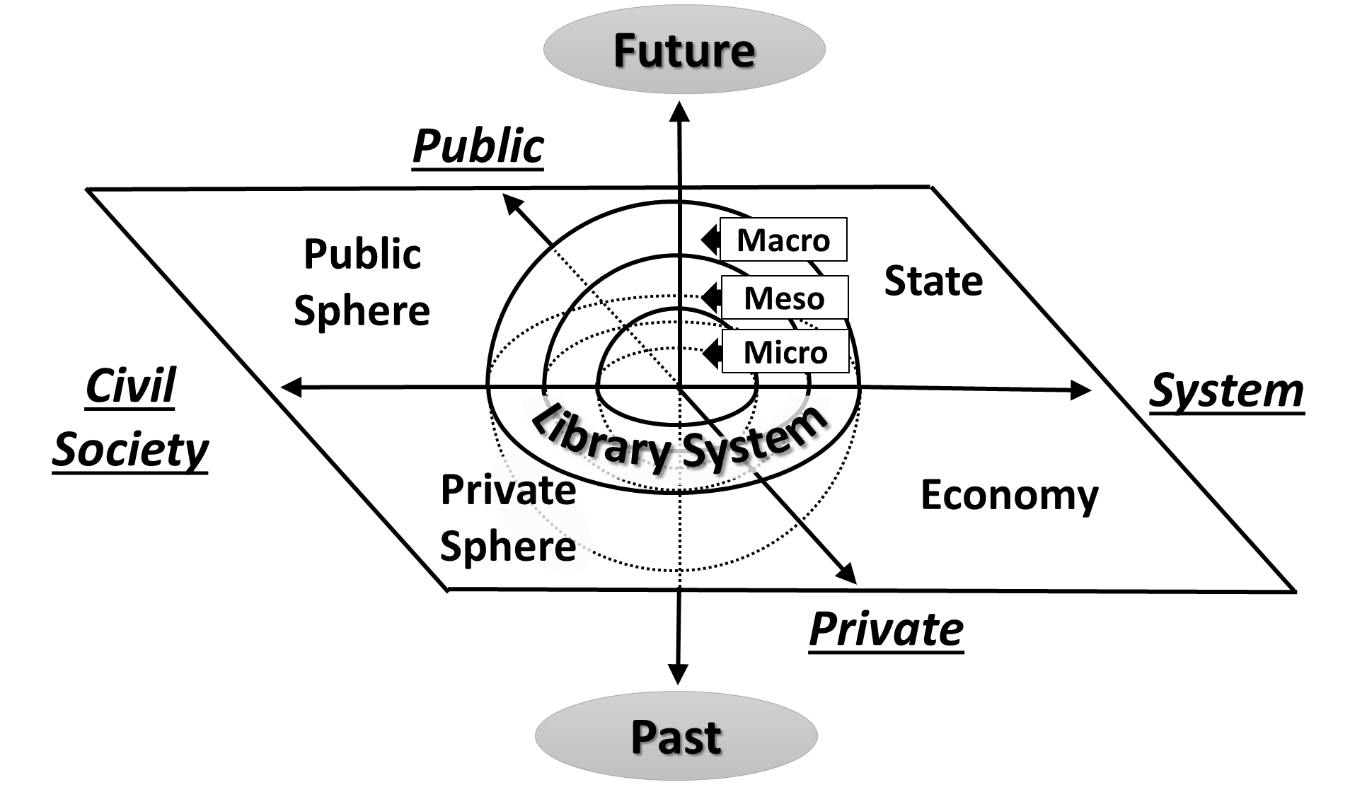 Future
Public
Macro
Public
Sphere
State
Meso
Micro
Civil
Society
System
Library System
Private
Sphere
Economy
Private
Past